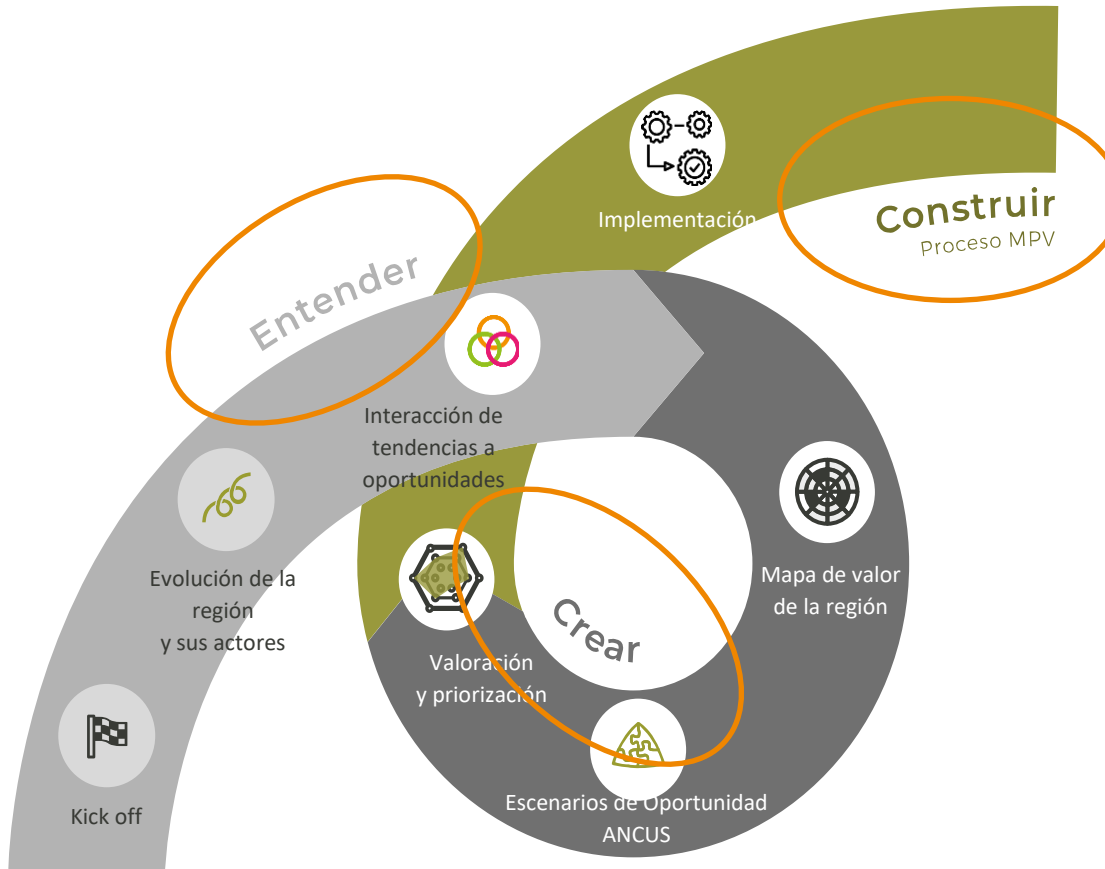 Implementación
Construir
Proceso MPV
Entender
Interacción de
tendencias a
oportunidades
Evolución de la
región
y sus actores
Mapa de valor
de la región
Crear
Valoración
y priorización
Kick off
Escenarios de Oportunidad
ANCUS